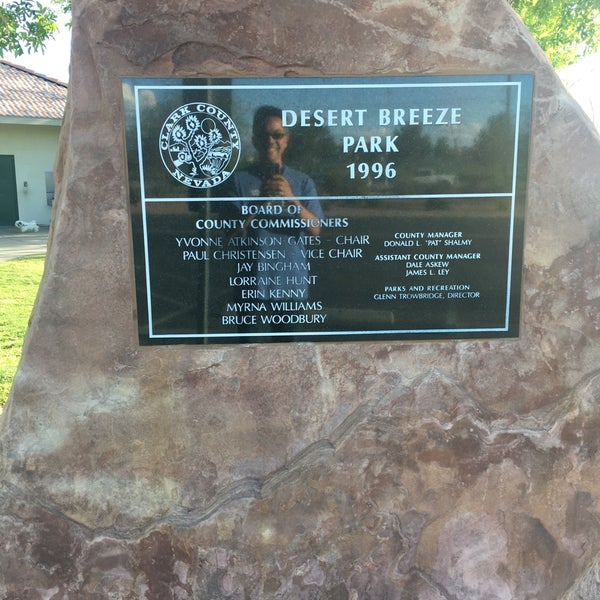 CLARK COUNTY
NEVADA
DESERT BREEZE
PARK
1996
BOARD OF
COUNTY COMMISSIONERS
YVONNE ATKINSON GATES - CHAIR
PAUL CHRISTENSEN - VICE CHAIR
JAY BINGHAM
LORRAINE HUNT
ERIN KENNY
MYRNA WILLIAMS
BRUCE WOODBURY
COUNTY MANAGER
DONALD L. "PAT" SHALMY
ASSISTANT COUNTY MANAGER
DALE ASKEW
JAMES L. LEY
PARKS AND RECREATION
GLENN TROWBRIDGE, DIRECTOR